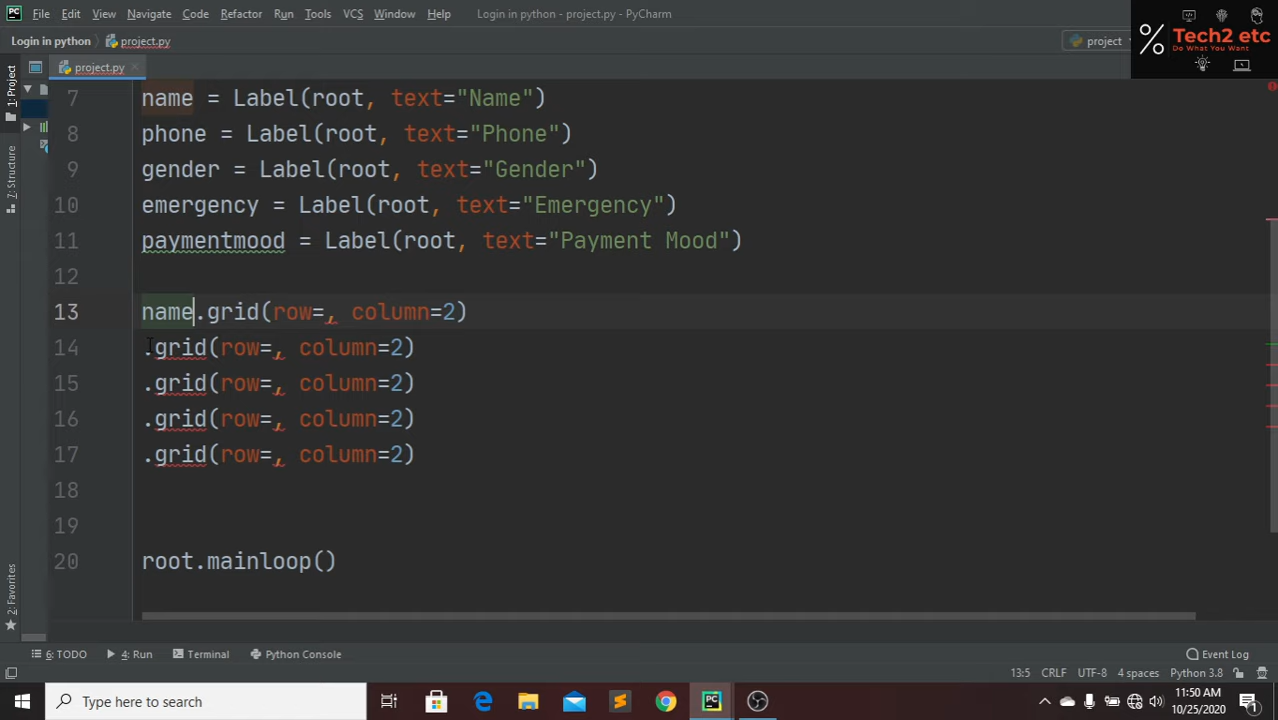 File Edit View Navigate Code Refactor Run Tools VCS Window Help Login in python - project.py - PyCharm
Login in python project.py project
Tech2 etc
Do What You Want
project.py
1: Project
7: Structure
2: Favorites
7 name = Label(root, text="Name")
8 phone = Label(root, text="Phone")
9 gender = Label(root, text="Gender")
10 emergency = Label(root, text="Emergency")
11 paymentmood = Label(root, text="Payment Mood")
12
13 name.grid(row=, column=2)
14 .grid(row=, column=2)
15 .grid(row=, column=2)
16 .grid(row=, column=2)
17 .grid(row=, column=2)
18
19
20 root.mainloop()
6: TODO 4: Run Terminal Python Console Event Log
13:5 CRLF UTF-8 4 spaces Python 3.8
Type here to search
11:50 AM
10/25/2020